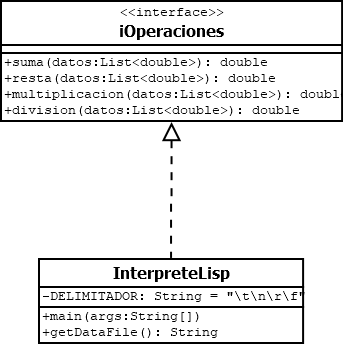 <<interface>>
iOperaciones
+suma(datos:List<double>): double
+resta(datos:List<double>): double
+multiplicacion(datos:List<double>): doubl
+division(datos:List<double>): double
InterpreteLisp
-DELIMITADOR: String = "\t\n\r\f"
+main(args:String[])
+getDataFile(): String